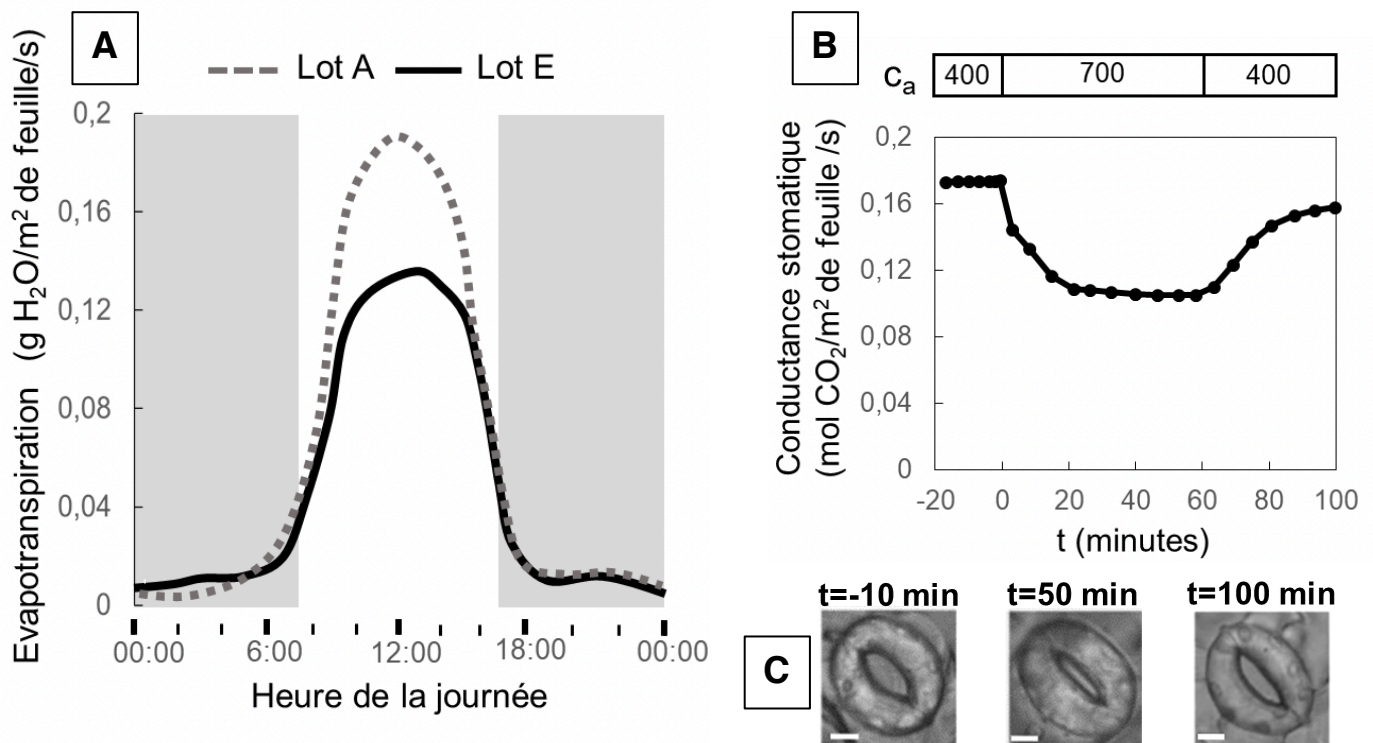 A
Lot A
Lot E
Evapotranspiration (g H₂O/m² de feuille/s)
0,2
0,16
0,12
0,08
0,04
0
00:00 6:00 12:00 18:00 00:00
Heure de la journée
B
Cₐ 400 700 400
Conductance stomatique
(mol CO₂/m² de feuille /s)
0,2
0,16
0,12
0,08
0,04
0
-20 0 20 40 60 80 100
t (minutes)
C
t=-10 min t=50 min t=100 min